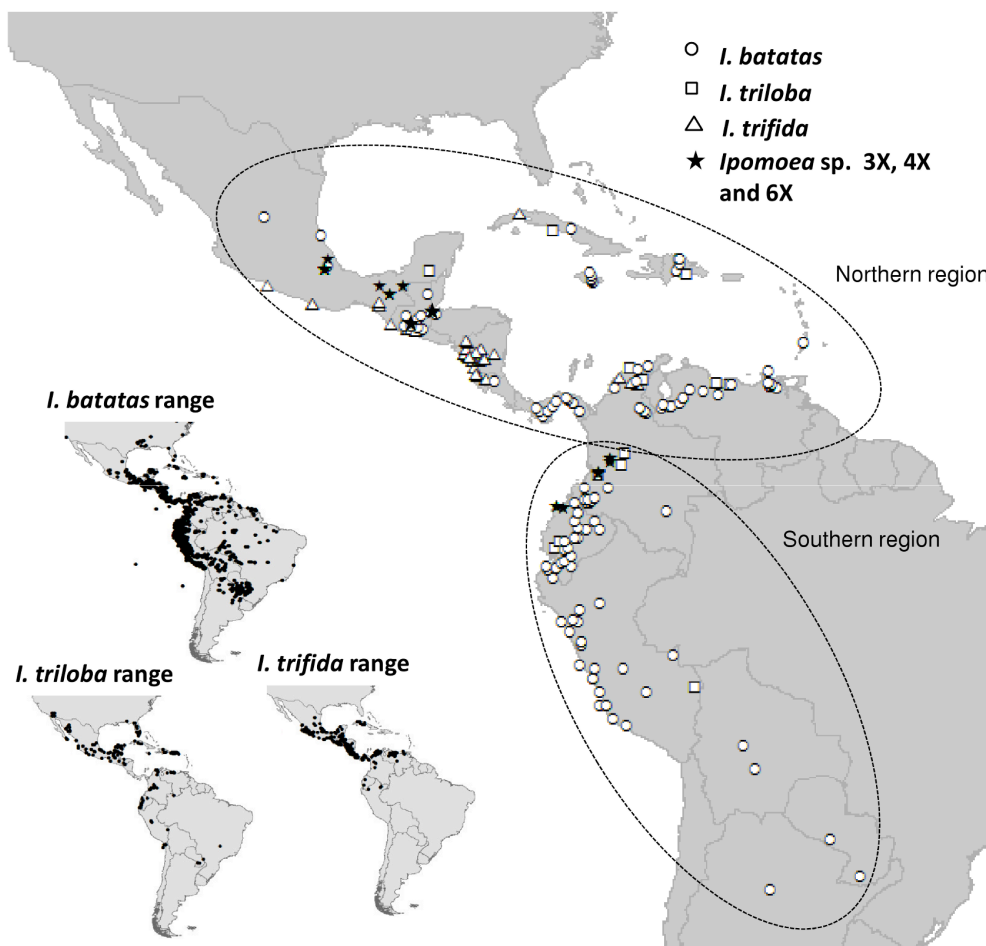 I. batatas
I. triloba
I. trifida
Ipomoea sp. 3X, 4X
and 6X
Northern region
I. batatas range
Southern region
I. triloba range
I. trifida range